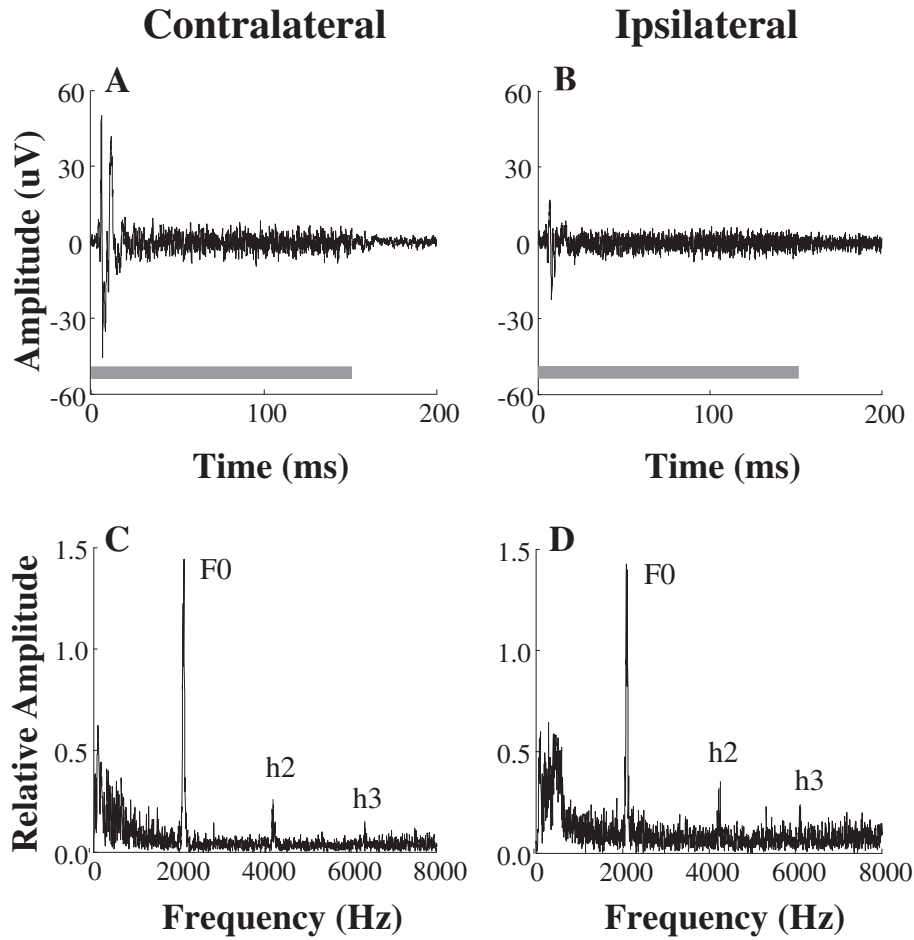 Contralateral
Ipsilateral
A
60
30
0
-30
-60
Amplitude (uV)
0
100
200
Time (ms)
B
60
30
0
-30
-60
0
100
200
Time (ms)
C
1.5
1.0
0.5
0.0
Relative Amplitude
F0
h2
h3
0
2000
4000
6000
8000
Frequency (Hz)
D
1.5
1.0
0.5
0.0
F0
h2
h3
0
2000
4000
6000
8000
Frequency (Hz)